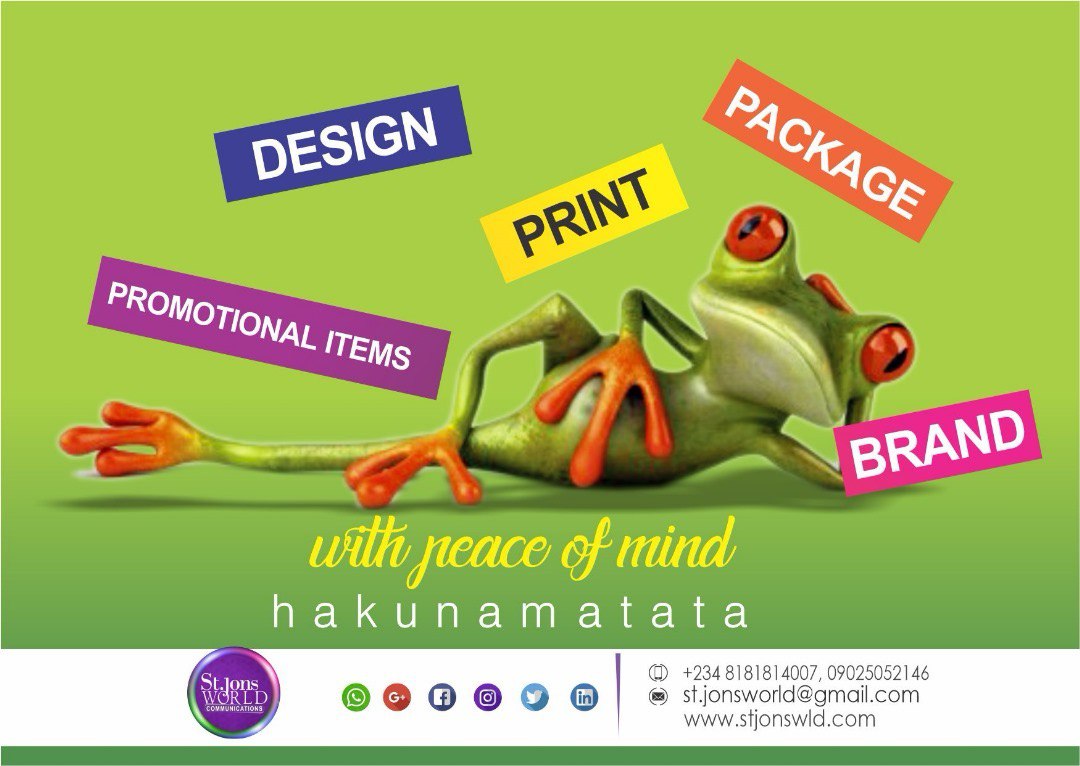 DESIGN
PACKAGE
PRINT
PROMOTIONAL ITEMS
BRAND
with peace of mind
hakunamatata
St.Jons
WORLD
COMMUNICATIONS
G+
f
in
+234 8181814007, 09025052146
st.jonsworld@gmail.com
www.stjonswld.com